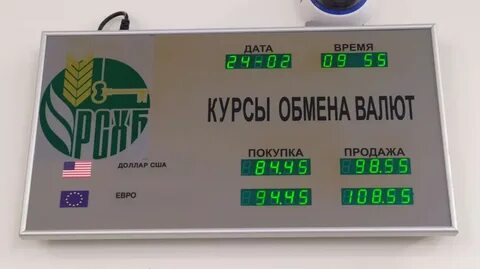 ДАТА ВРЕМЯ
24-02 09 55
РСХБ
КУРСЫ ОБМЕНА ВАЛЮТ
ПОКУПКА ПРОДАЖА
ДОЛЛАР США 84.45 98.55
ЕВРО 94.45 108.55